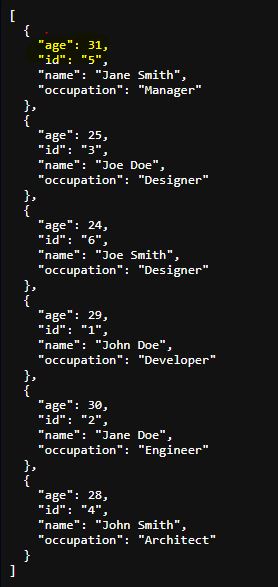 [
{
"age": 31,
"id": "5",
"name": "Jane Smith",
"occupation": "Manager"
},
{
"age": 25,
"id": "3",
"name": "Joe Doe",
"occupation": "Designer"
},
{
"age": 24,
"id": "6",
"name": "Joe Smith",
"occupation": "Designer"
},
{
"age": 29,
"id": "1",
"name": "John Doe",
"occupation": "Developer"
},
{
"age": 30,
"id": "2",
"name": "Jane Doe",
"occupation": "Engineer"
},
{
"age": 28,
"id": "4",
"name": "John Smith",
"occupation": "Architect"
}
]